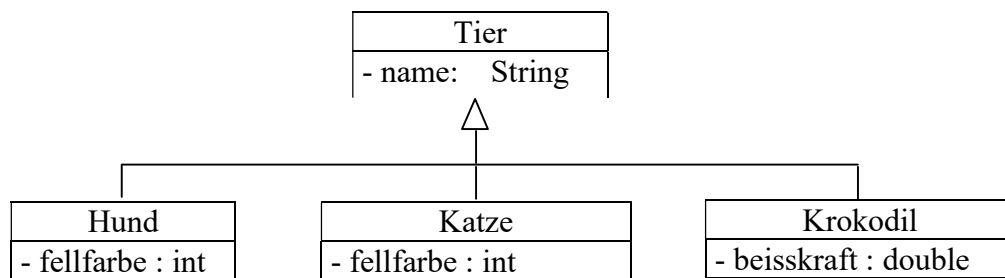 Tier
- name: String
Hund
- fellfarbe : int
Katze
- fellfarbe : int
Krokodil
- beisskraft : double